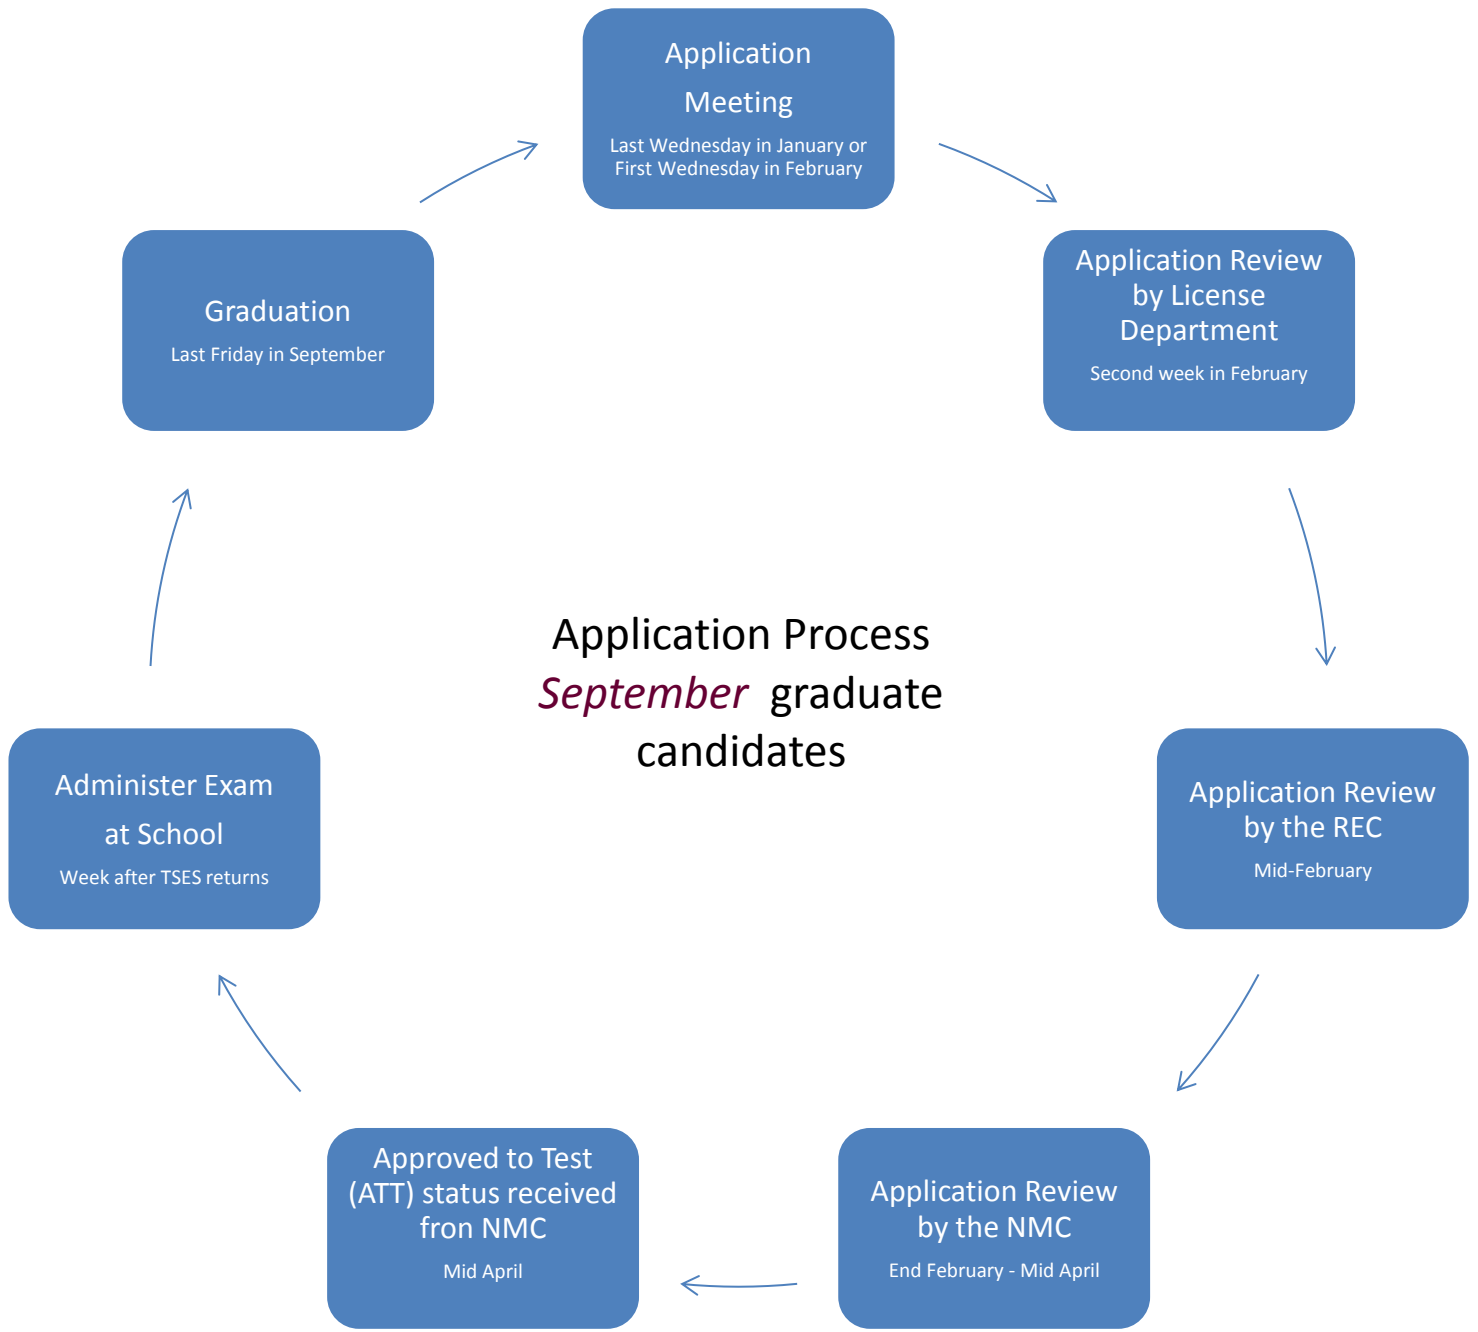 Application
Meeting
Last Wednesday in January or
First Wednesday in February
Application Review
by License
Department
Second week in February
Application Review
by the REC
Mid-February
Application Review
by the NMC
End February - Mid April
Approved to Test
(ATT) status received
fron NMC
Mid April
Administer Exam
at School
Week after TSES returns
Graduation
Last Friday in September
Application Process
September graduate
candidates